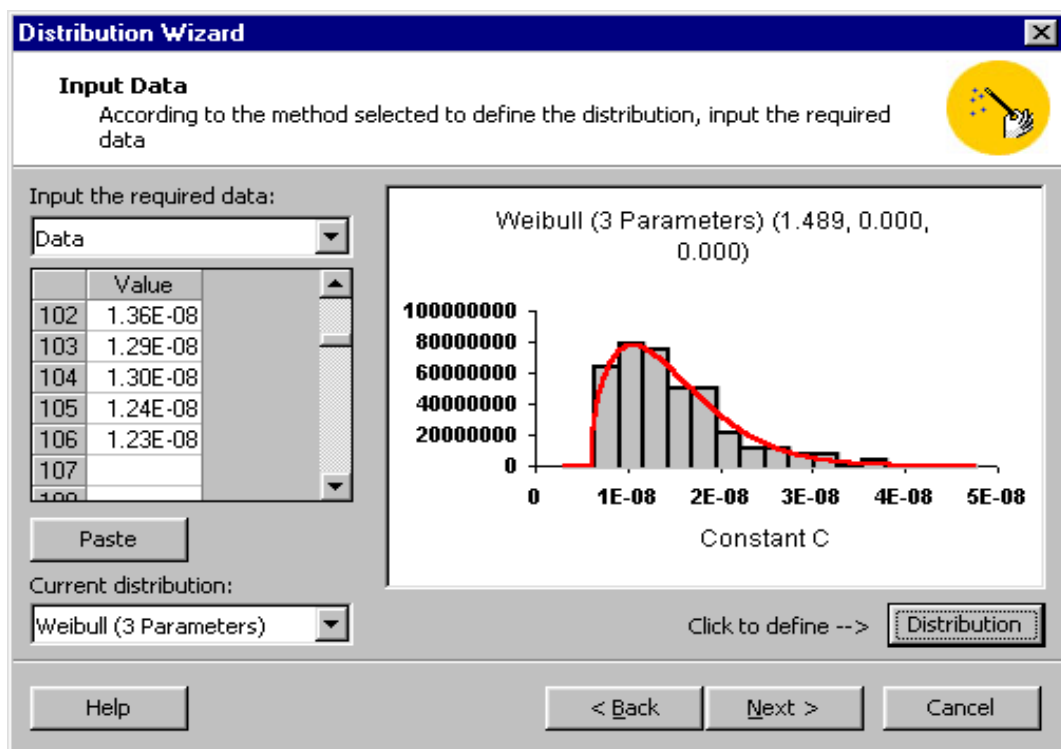 Distribution Wizard
Input Data
According to the method selected to define the distribution, input the required
data
Input the required data:
Data
Value
102 1.36E-08
103 1.29E-08
104 1.30E-08
105 1.24E-08
106 1.23E-08
107
Paste
Current distribution:
Weibull (3 Parameters)
Weibull (3 Parameters) (1.489, 0.000,
0.000)
100000000
80000000
60000000
40000000
20000000
0
0 1E-08 2E-08 3E-08 4E-08 5E-08
Constant C
Click to define --> Distribution
Help < Back Next > Cancel